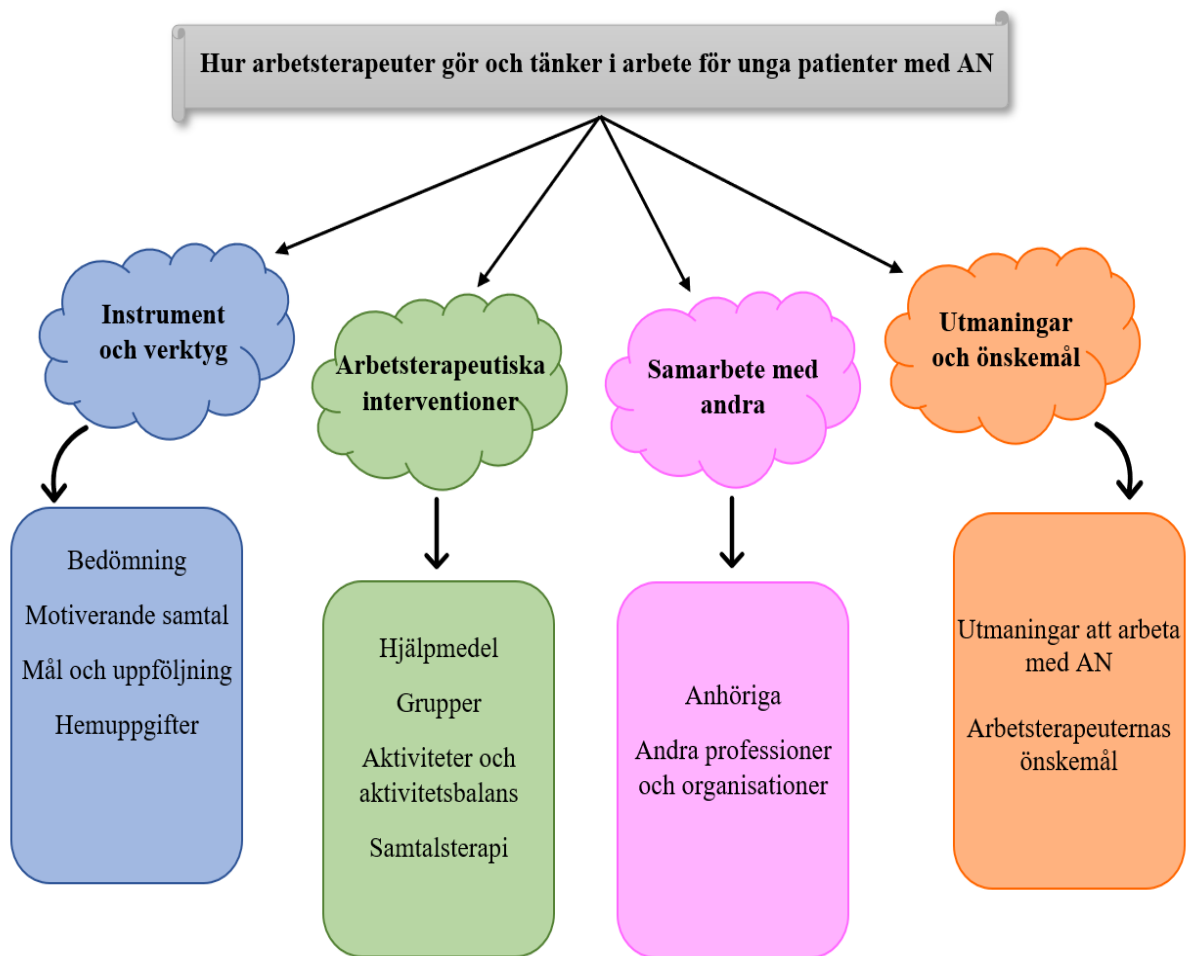 Hur arbetsterapeuter gör och tänker i arbete för unga patienter med AN
Instrument
och verktyg
Arbetsterapeutiska
interventioner
Samarbete med
andra
Utmaningar
och önskemål
Bedömning
Motiverande samtal
Mål och uppföljning
Hemuppgifter
Hjälpmedel
Grupper
Aktiviteter och
aktivitetsbalans
Samtalsterapi
Anhöriga
Andra professioner
och organisationer
Utmaningar att arbeta
med AN
Arbetsterapeuternas
önskemål